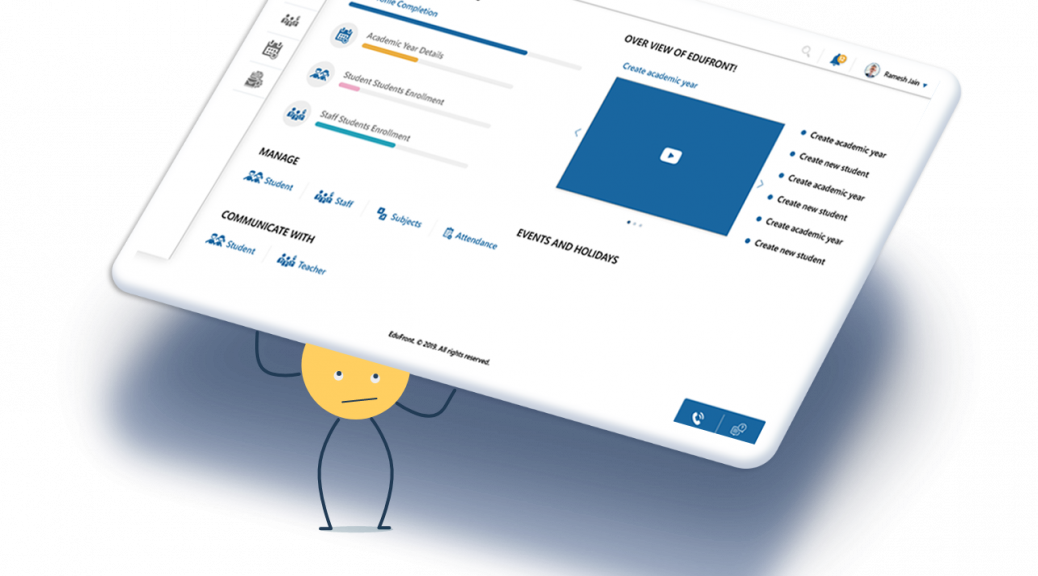 Completion
Academic Year Details
Student Students Enrollment
Staff Students Enrollment
MANAGE
Student
Staff
Subjects
Attendance
COMMUNICATE WITH
Student
Teacher
OVER VIEW OF EDUFRONT!
Create academic year
Ramesh Jain
Create academic year
Create new student
Create academic year
Create new student
Create academic year
Create new student
EVENTS AND HOLIDAYS
EduFront. © 2019. All rights reserved.